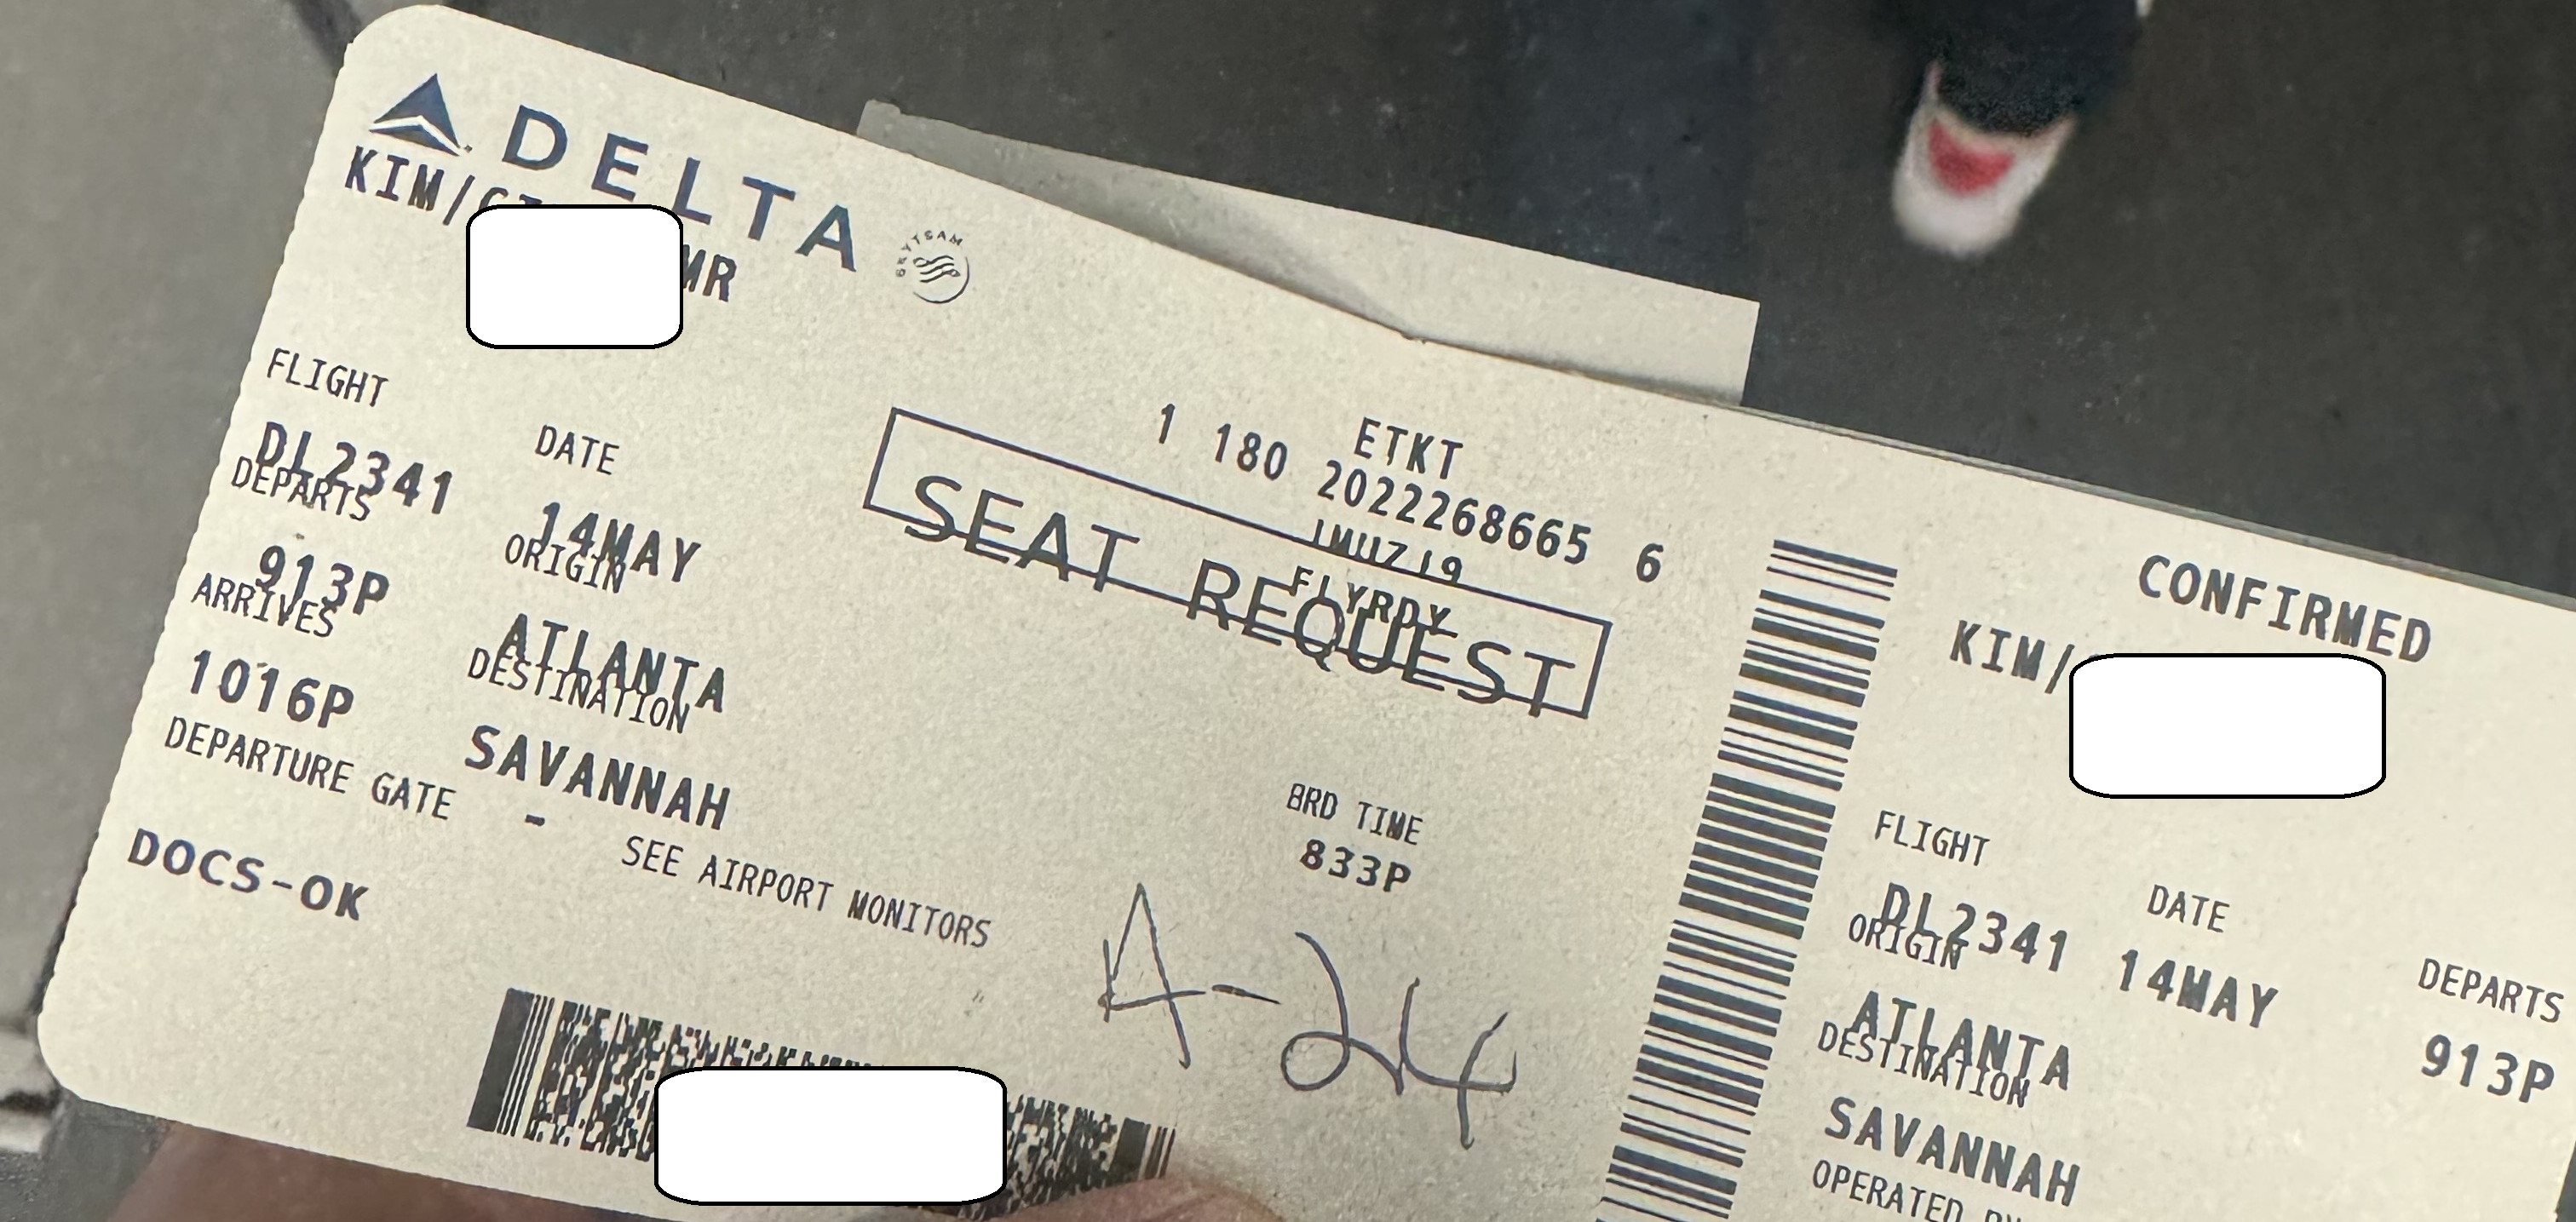 DELTA
SKYTEAM
KIM/
MR
FLIGHT
DATE
DL2341
14MAY
DEPARTS
ORIGIN
913P
ATLANTA
ARRIVES
DESTINATION
1016P
SAVANNAH
DEPARTURE GATE - SEE AIRPORT MONITORS
DOCS-OK
ETKT
1 180 2022268665 6
FLYRDY
SEAT REQUEST
BRD TIME
833P
A-24
CONFIRMED
KIM/
FLIGHT
DATE
DL2341
14MAY
DEPARTS
ORIGIN
913P
ATLANTA
DESTINATION
SAVANNAH
OPERATED